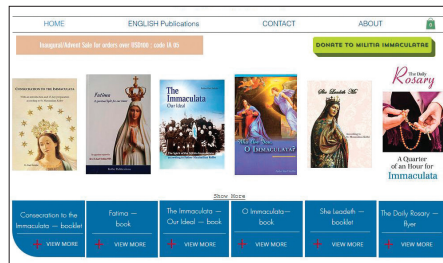 HOME
ENGLISH Publications
CONTACT
ABOUT
Inaugural/Advent Sale for orders over USD100 : code IA
DONATE TO MILITIA IMMACULATAE
CONSECRATION TO THE
IMMACULATA
Fatima
The
Immaculata
Our Ideal
O IMMACULATA?
She Leadeth Me
The Daily
Rosary
A Quarter
of an Hour for
Immaculata
Show More
Consecration to the
Immaculata — booklet
VIEW MORE
Fatima —
book
VIEW MORE
The Immaculata —
Our Ideal — book
VIEW MORE
O Immaculata—
book
VIEW MORE
She Leadeth —
booklet
VIEW MORE
The Daily Rosary —
flyer
VIEW MORE